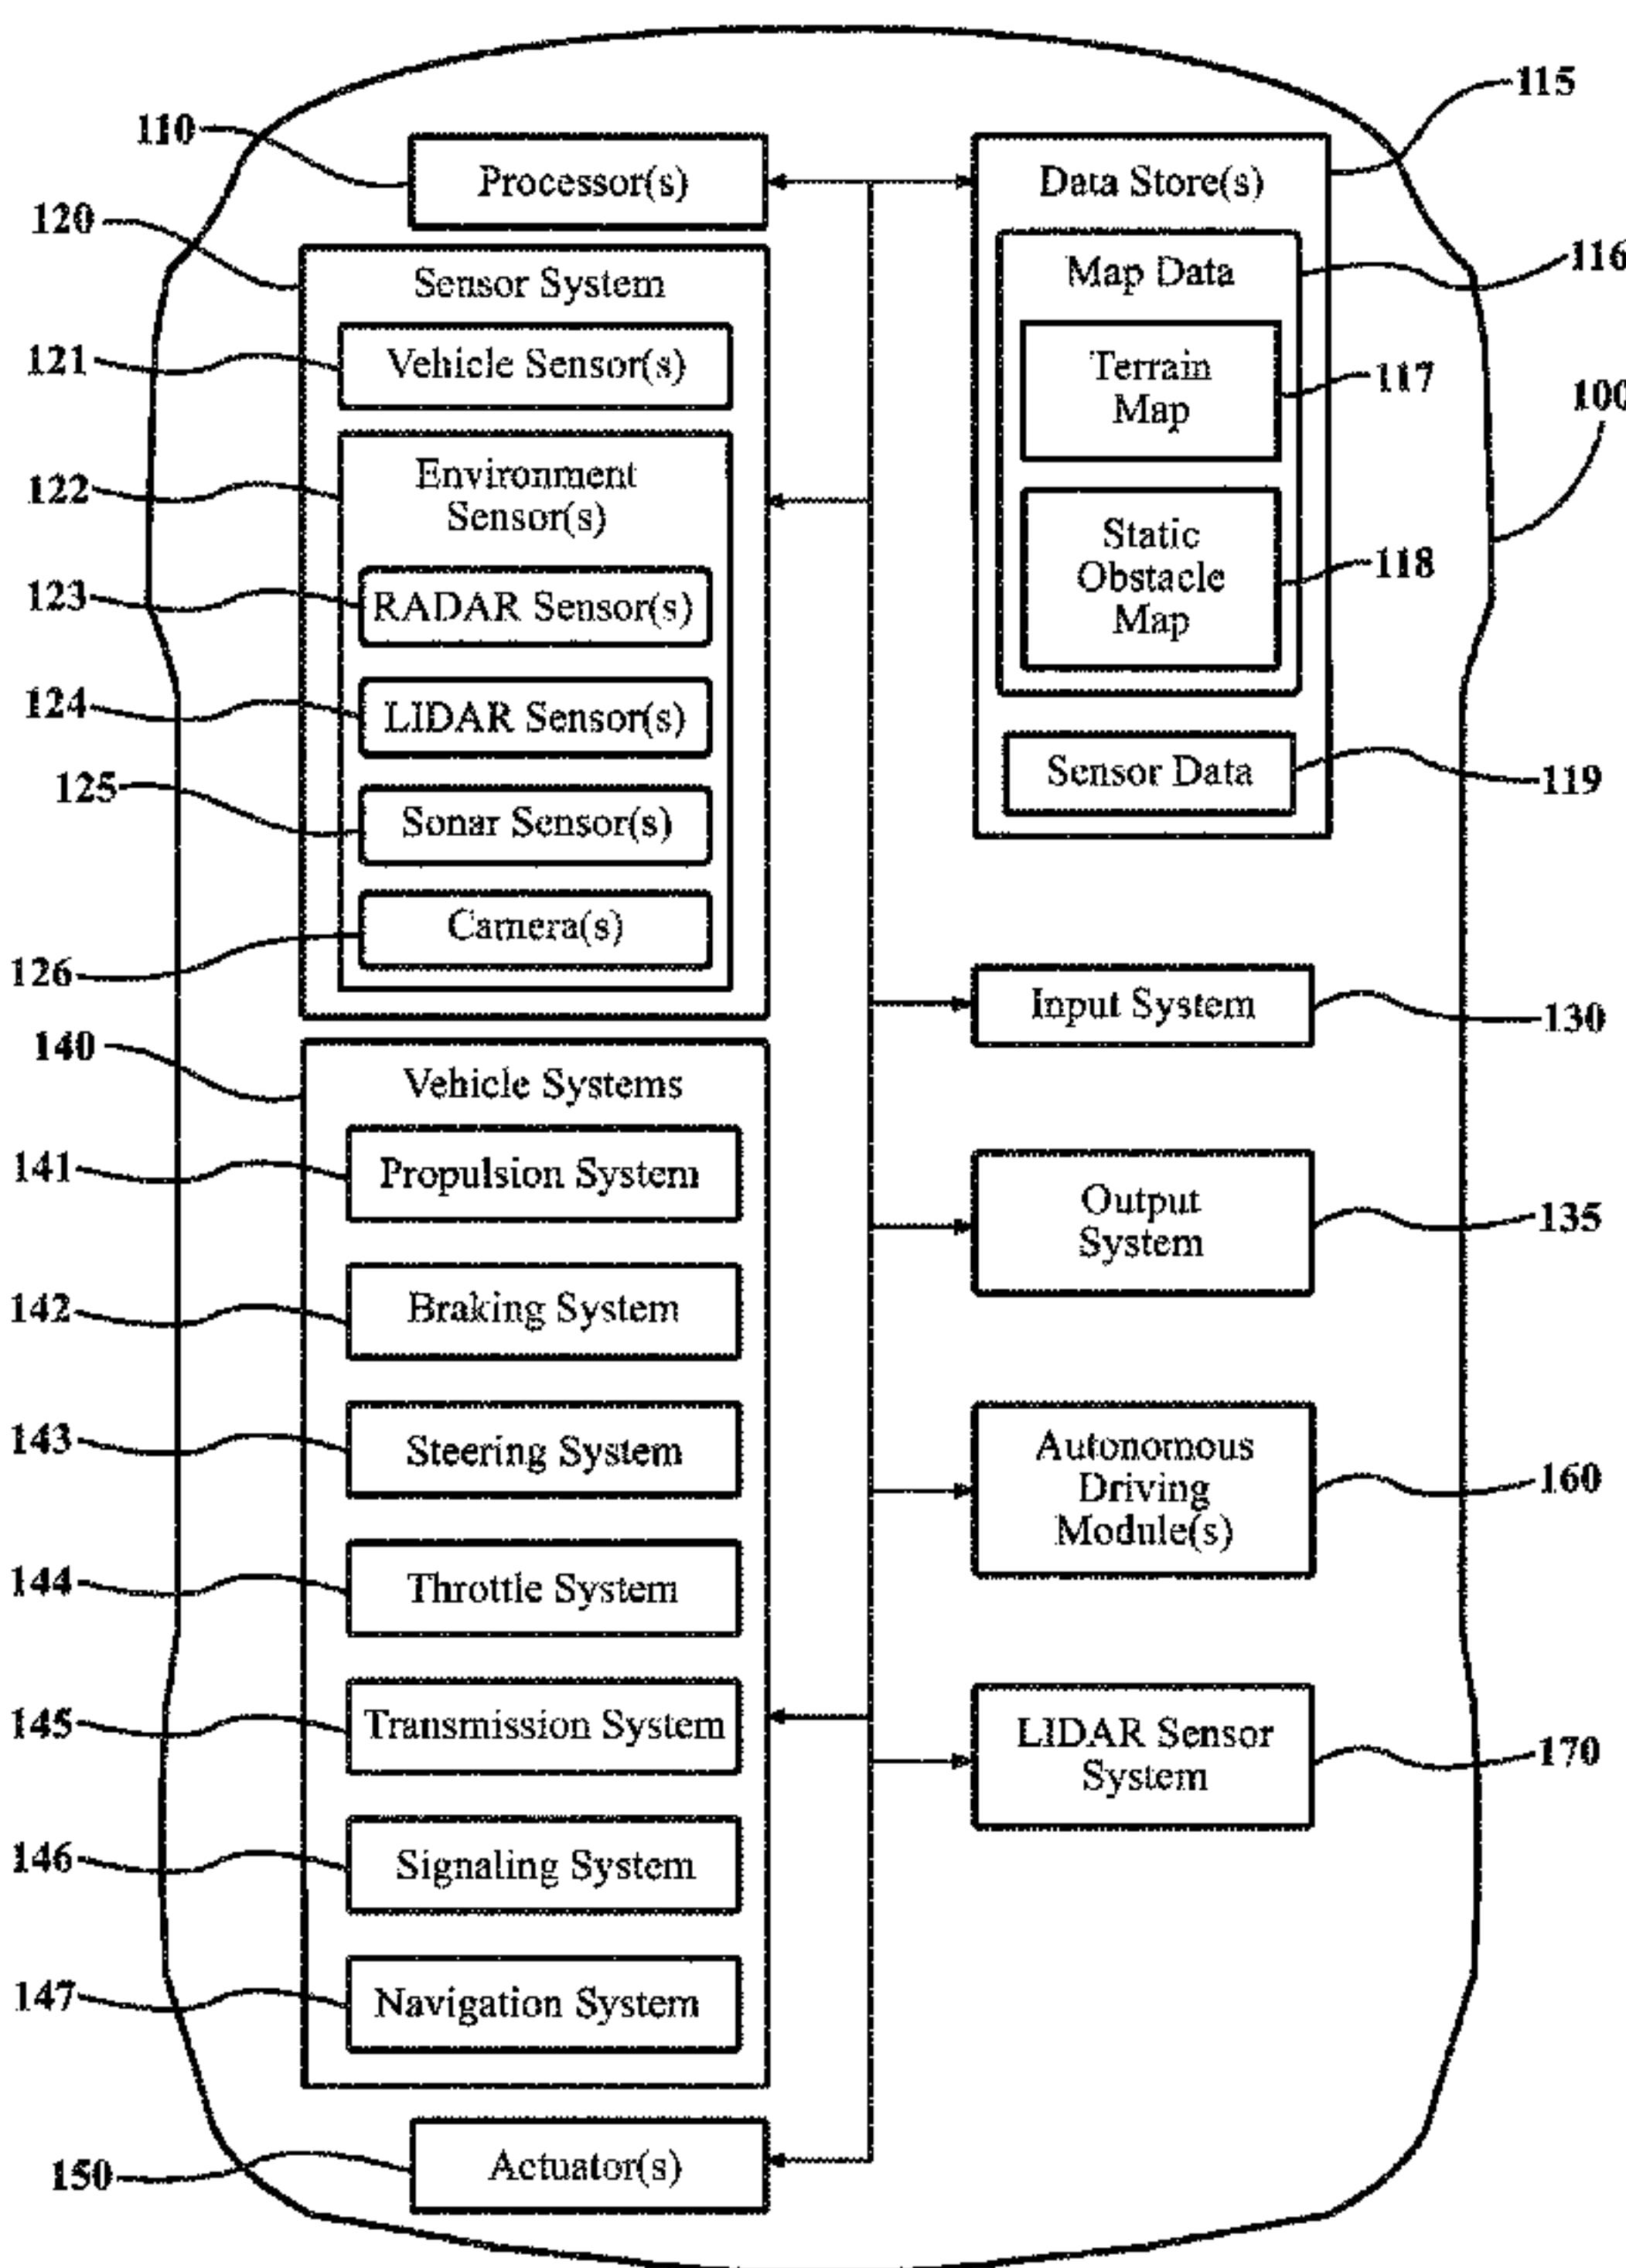 115
110
Processor(s)
Data Store(s)
120
Sensor System
Map Data
116
121
Vehicle Sensor(s)
Terrain
Map
117
100
122
Environment
Sensor(s)
Static
Obstacle
Map
118
123
RADAR Sensor(s)
124
LIDAR Sensor(s)
125
Sonar Sensor(s)
Sensor Data
119
126
Camera(s)
Input System
130
140
Vehicle Systems
141
Propulsion System
Output
System
135
142
Braking System
143
Steering System
Autonomous
Driving
Module(s)
160
144
Throttle System
145
Transmission System
LIDAR Sensor
System
170
146
Signaling System
147
Navigation System
150
Actuator(s)